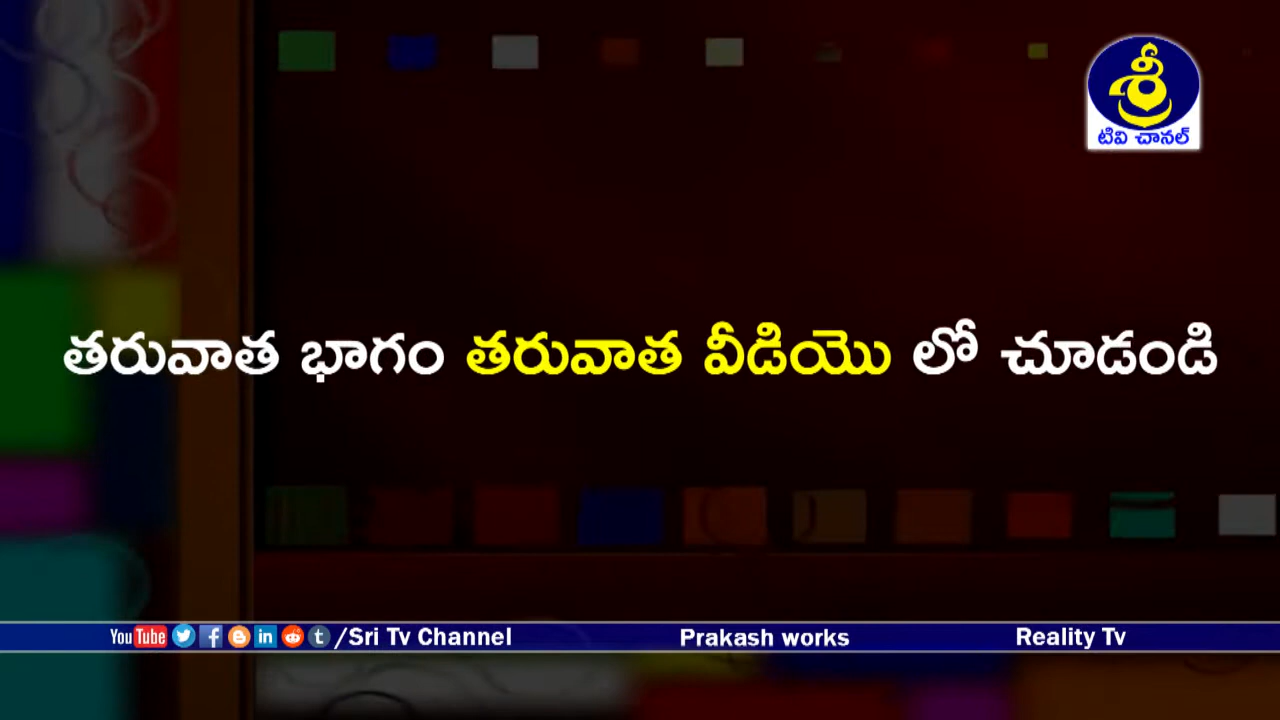 శ్రీ
టివి చానల్
తరువాత భాగం తరువాత వీడియొ లో చూడండి
You Tube /Sri Tv Channel Prakash works Reality Tv